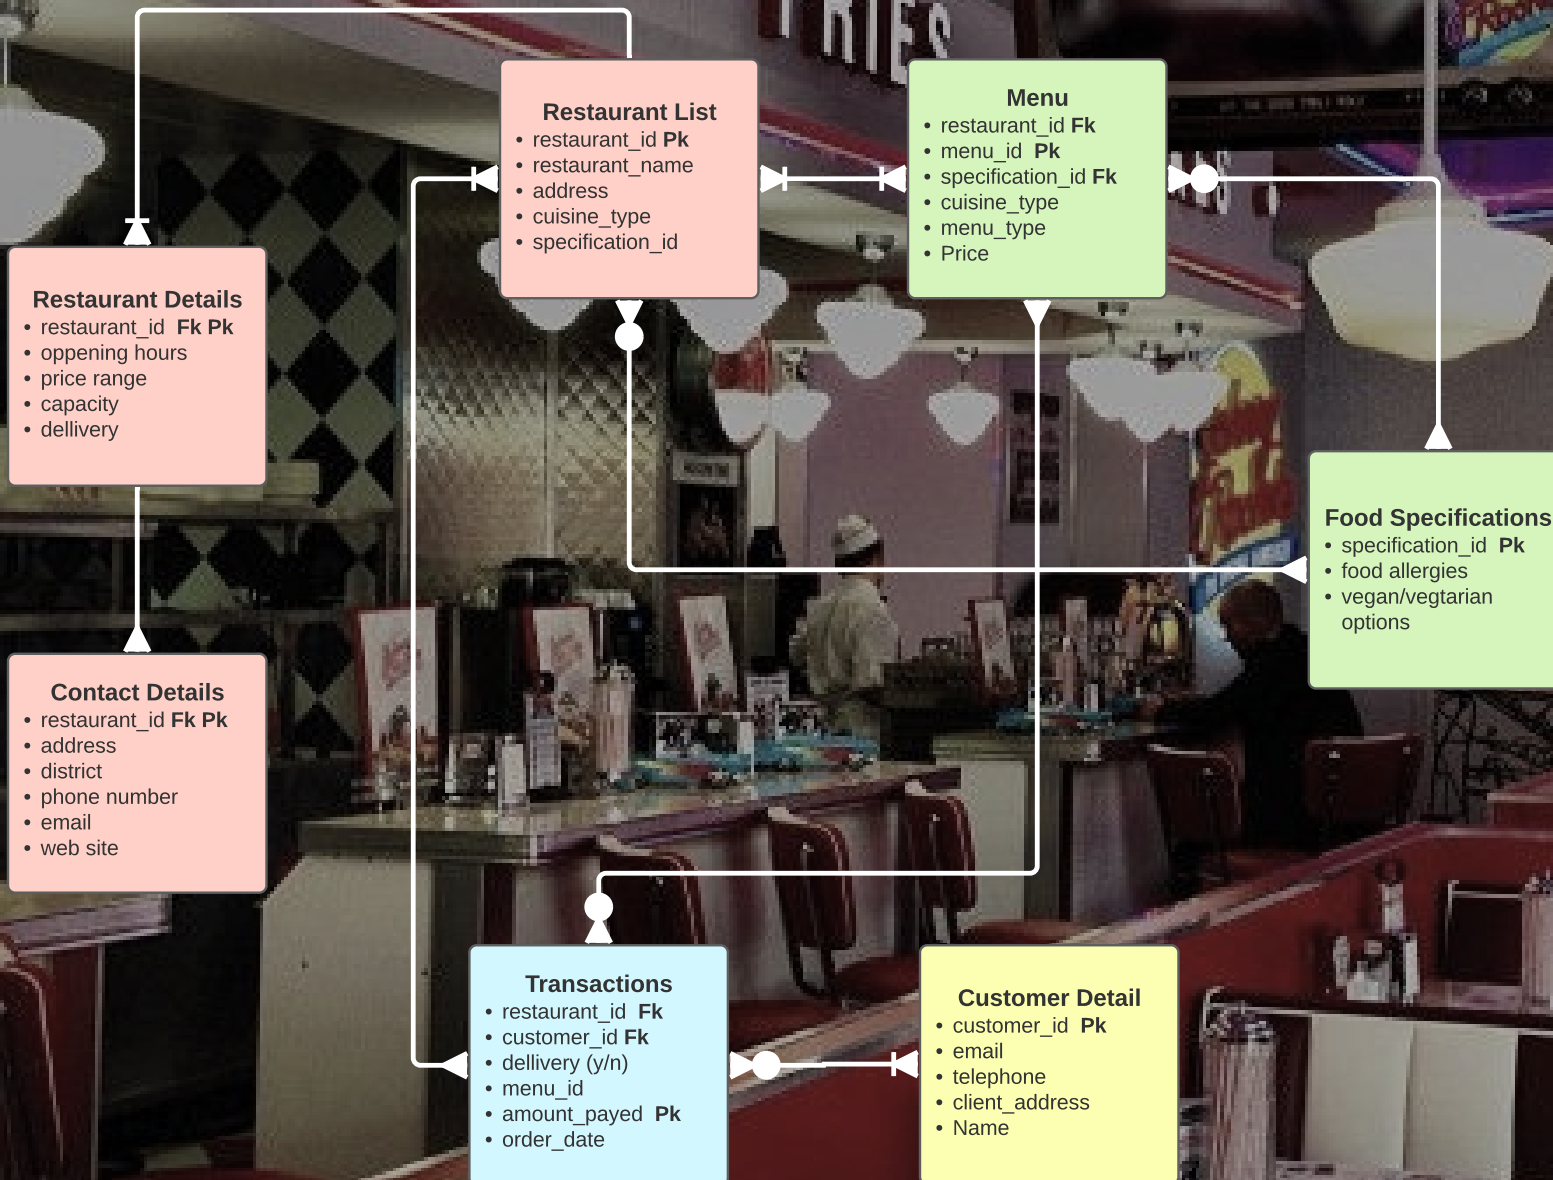 FRIES
Restaurant List
• restaurant_id Pk
• restaurant_name
• address
• cuisine_type
• specification_id
Menu
• restaurant_id Fk
• menu_id Pk
• specification_id Fk
• cuisine_type
• menu_type
• Price
Restaurant Details
• restaurant_id Fk Pk
• oppening hours
• price range
• capacity
• dellivery
Food Specifications
• specification_id Pk
• food allergies
• vegan/vegtarian
options
Contact Details
• restaurant_id Fk Pk
• address
• district
• phone number
• email
• web site
Transactions
• restaurant_id Fk
• customer_id Fk
• dellivery (y/n)
• menu_id
• amount_payed Pk
• order_date
Customer Detail
• customer_id Pk
• email
• telephone
• client_address
• Name